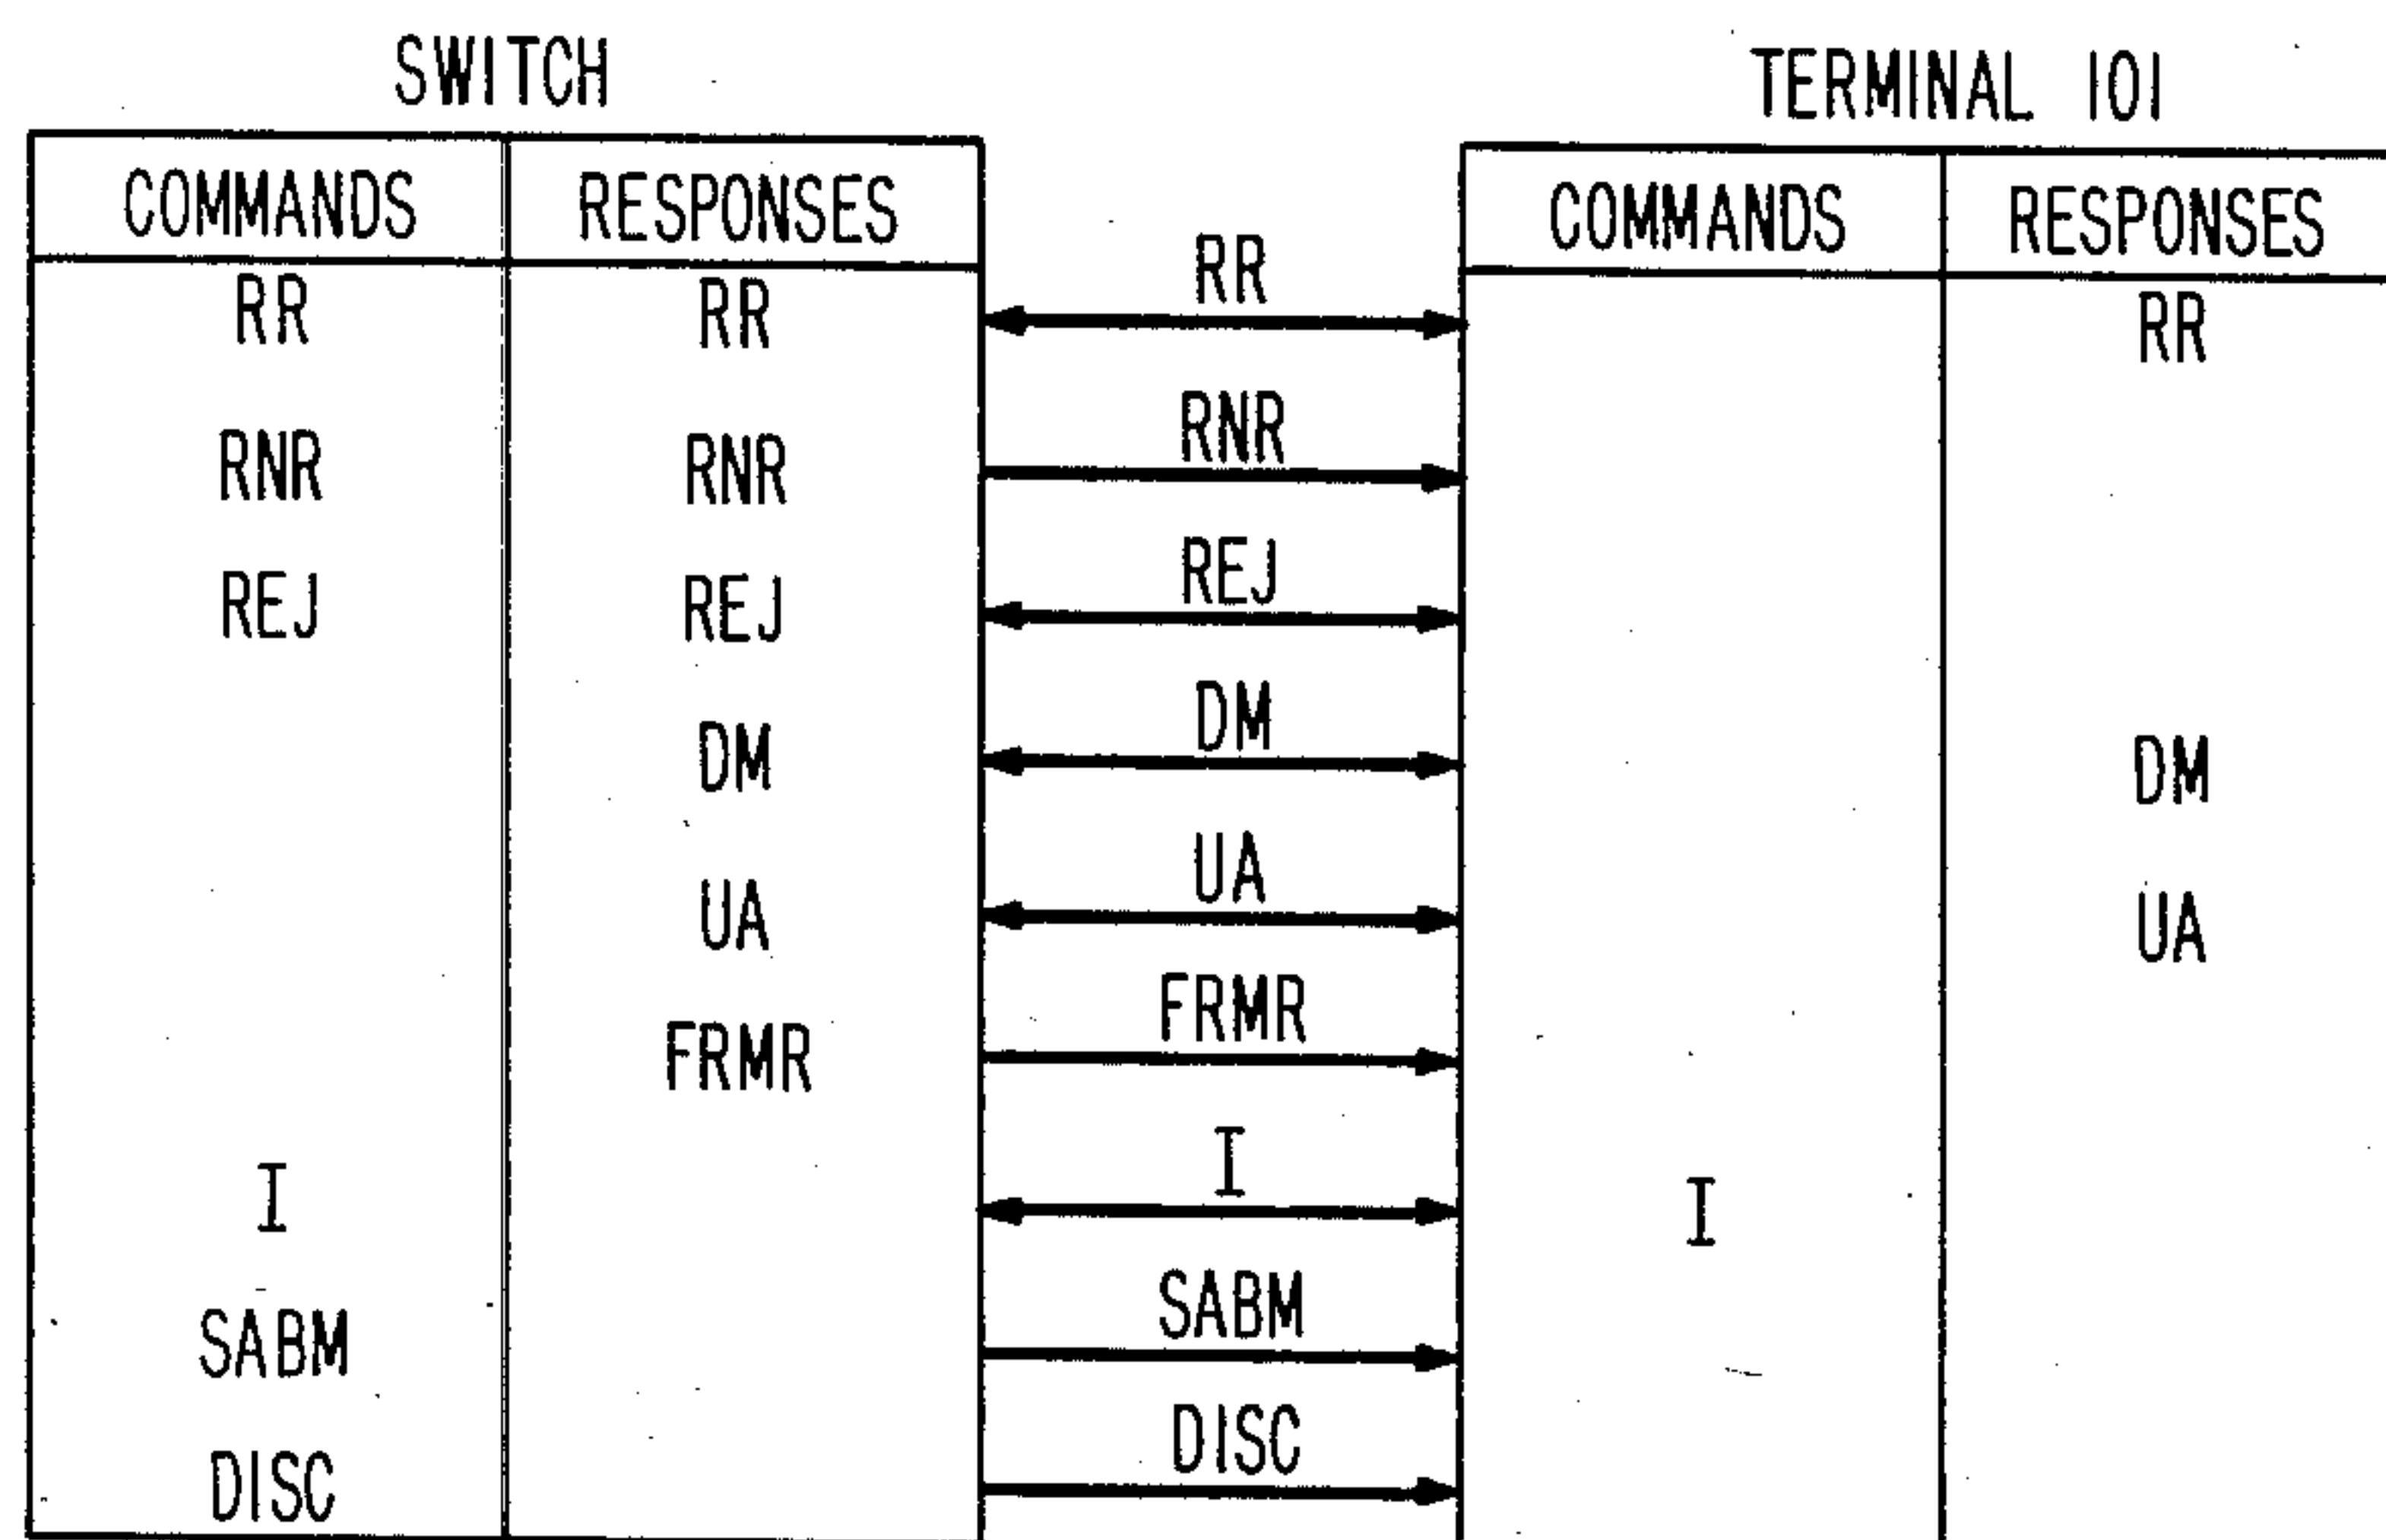 SWITCH TERMINAL 101
COMMANDS RESPONSES COMMANDS RESPONSES
RR RR RR RR
RNR RNR RNR
REJ REJ REJ
DM DM DM
UA UA UA
FRMR FRMR
I I I
SABM SABM
DISC DISC